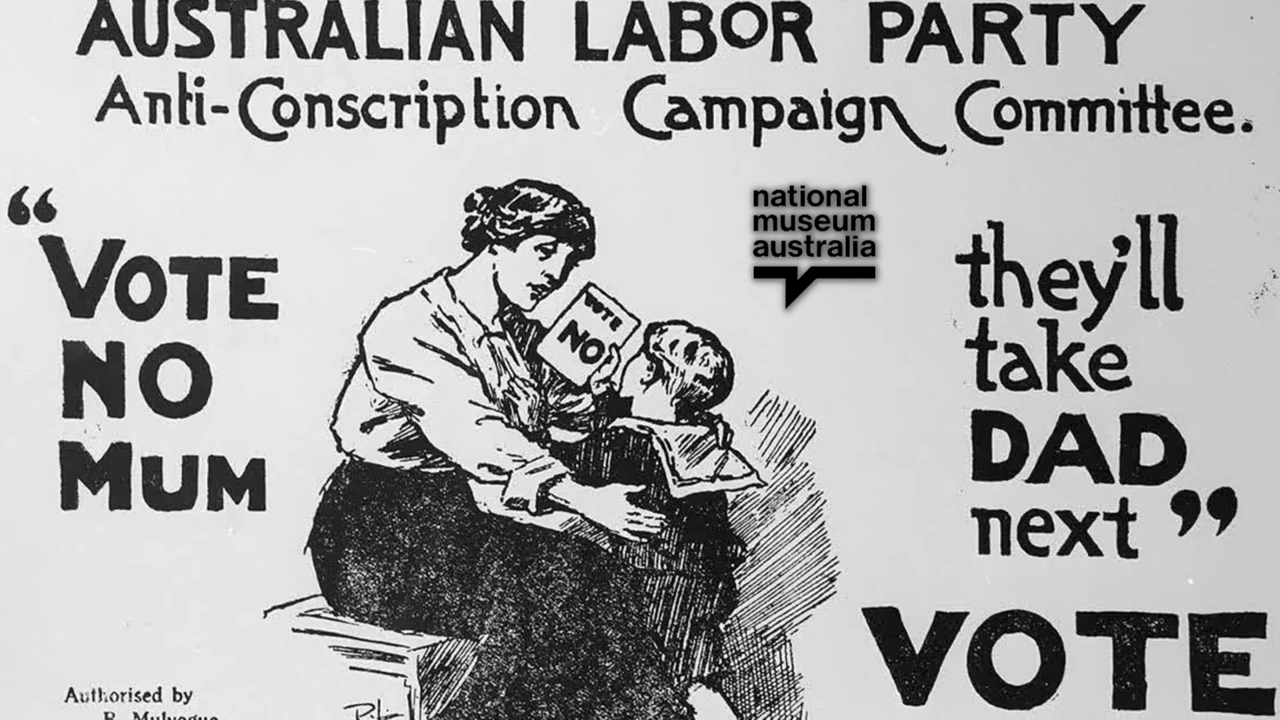 AUSTRALIAN LABOR PARTY
Anti-Conscription Campaign Committee.
"VOTE
NO
MUM
VOTE
NO
national
museum
australia
they'll
take
DAD
next"
VOTE
Authorised by